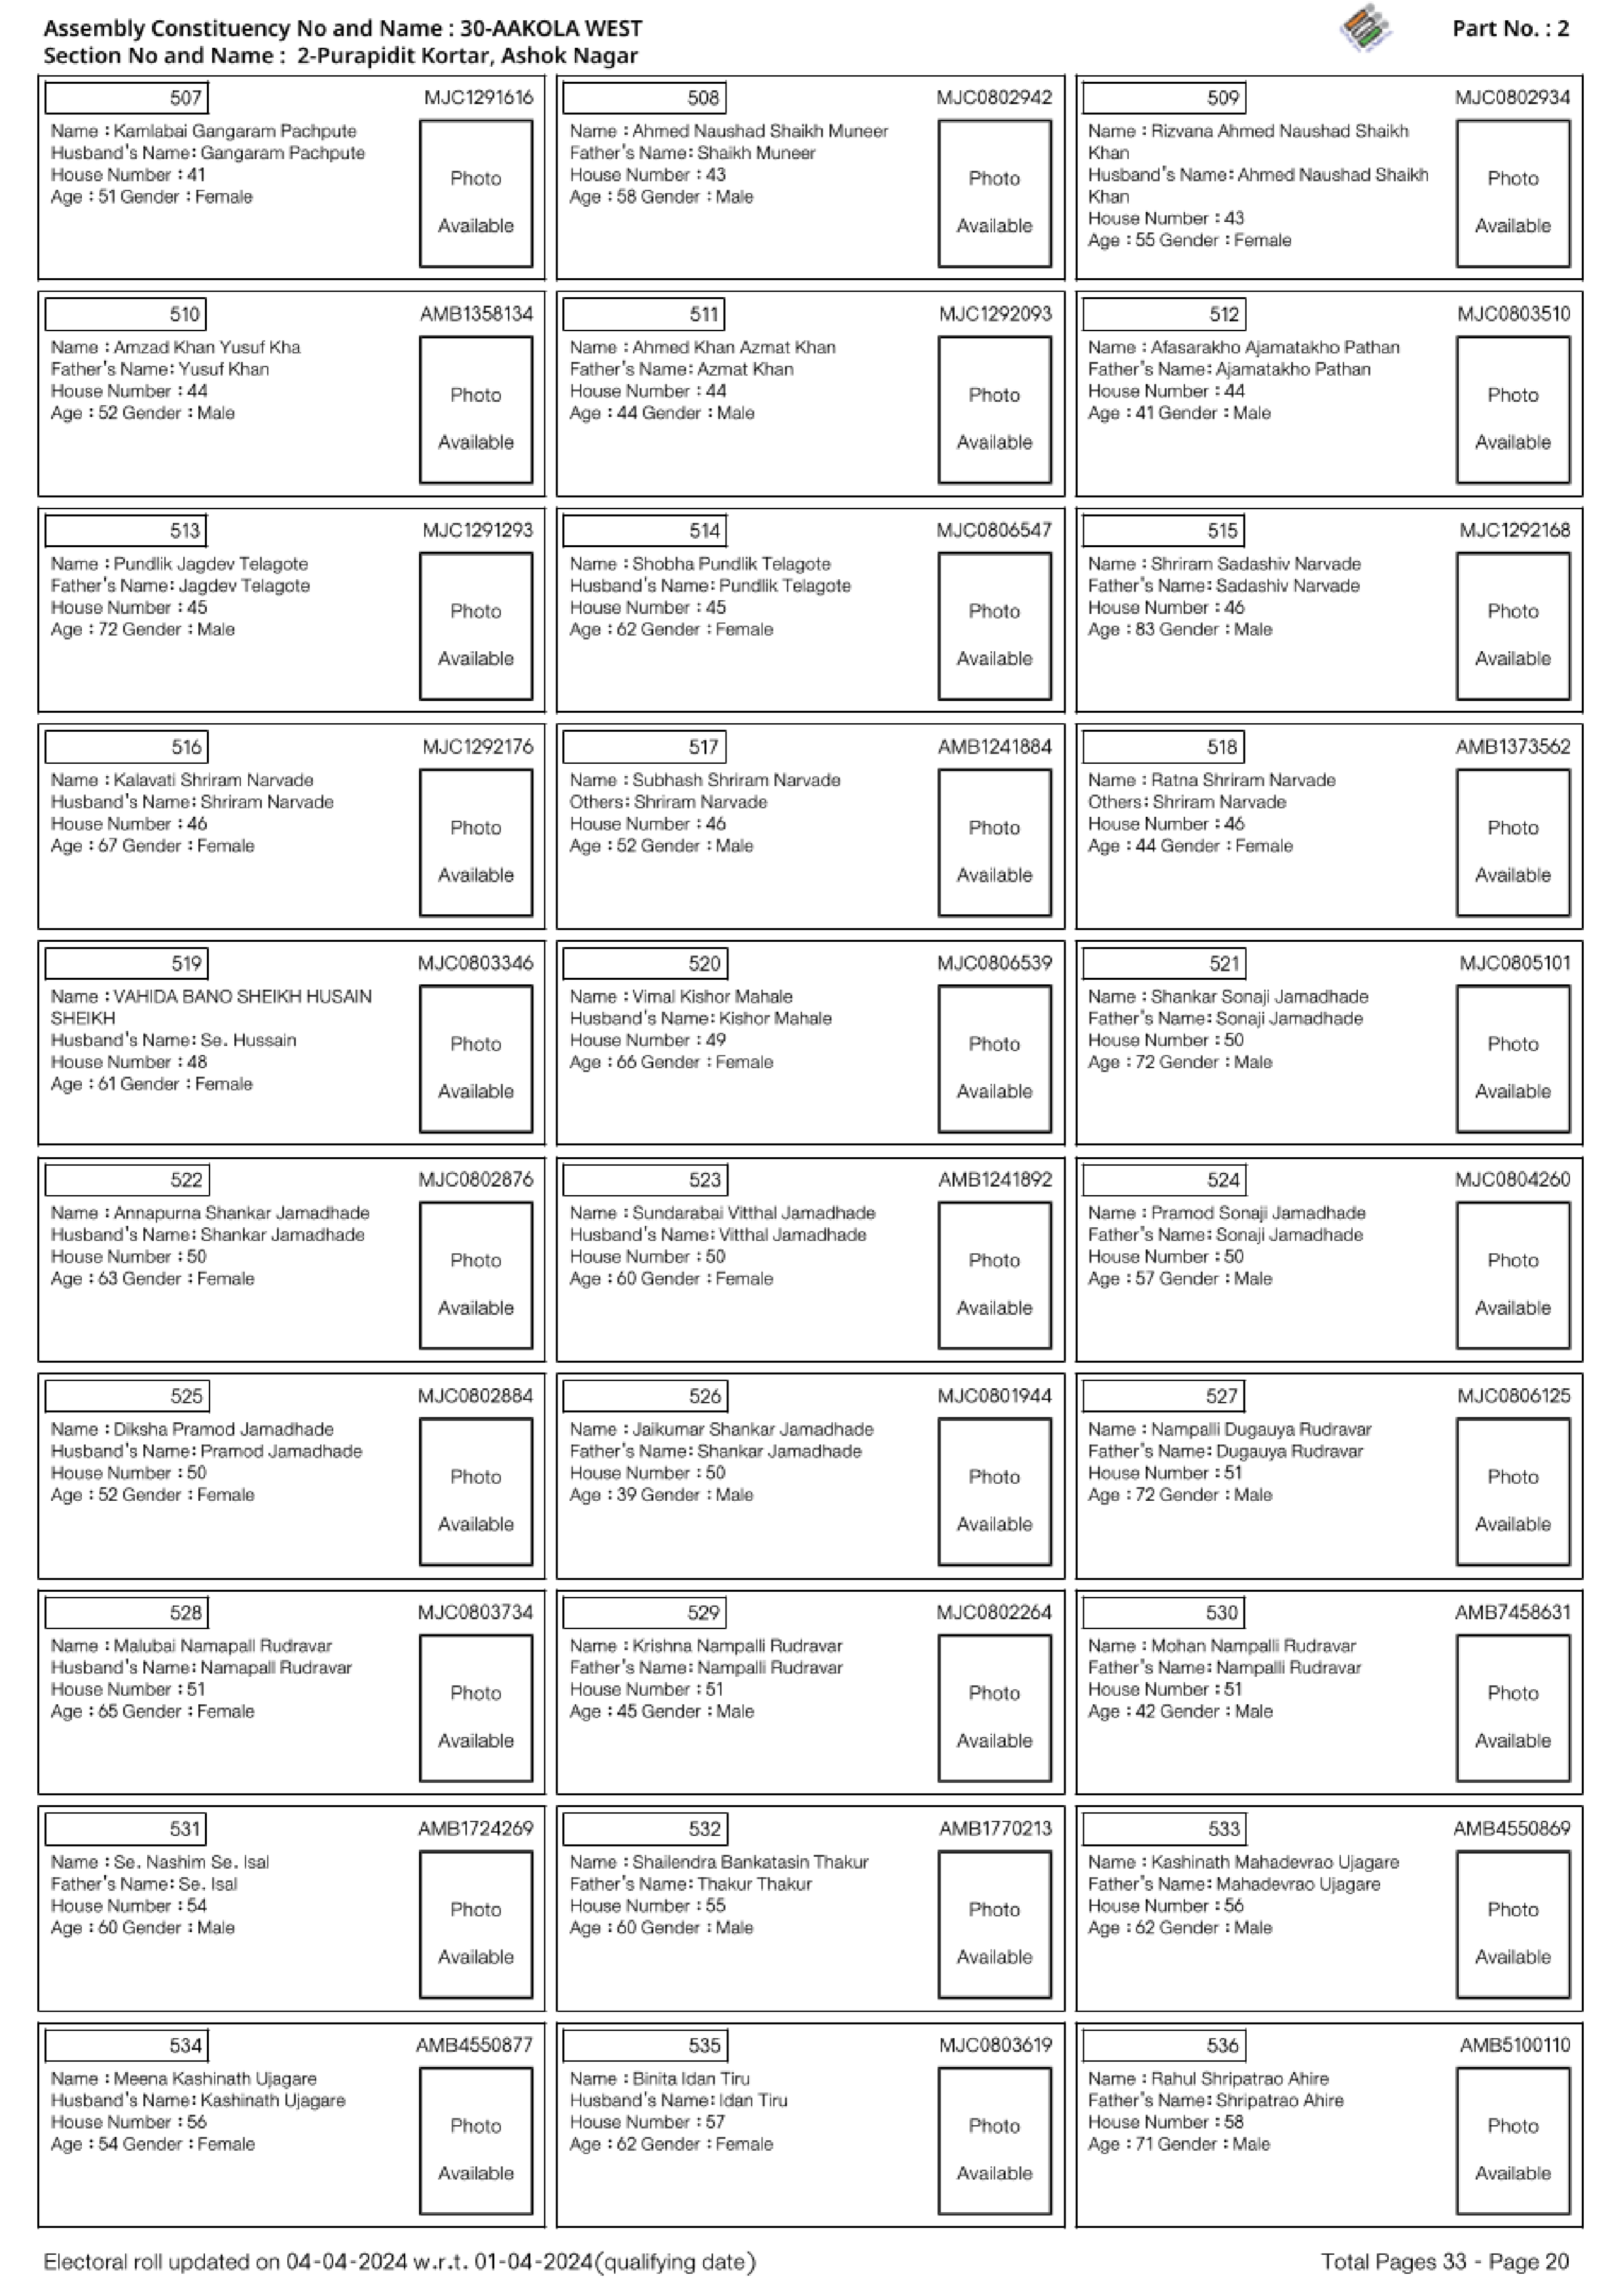 Assembly Constituency No and Name : 30-AAKOLA WEST
Part No. : 2
Section No and Name : 2-Purapidit Kortar, Ashok Nagar
507
MJC1291616
Name : Kamlabai Gangaram Pachpute
Husband's Name: Gangaram Pachpute
House Number : 41
Age : 51 Gender : Female
Photo
Available
508
MJC0802942
Name : Ahmed Naushad Shaikh Muneer
Father's Name: Shaikh Muneer
House Number : 43
Age : 58 Gender : Male
Photo
Available
509
MJC0802934
Name : Rizvana Ahmed Naushad Shaikh
Khan
Husband's Name: Ahmed Naushad Shaikh
Khan
House Number : 43
Age : 55 Gender : Female
Photo
Available
510
AMB1358134
Name : Amzad Khan Yusuf Kha
Father's Name: Yusuf Khan
House Number : 44
Age : 52 Gender : Male
Photo
Available
511
MJC1292093
Name : Ahmed Khan Azmat Khan
Father's Name: Azmat Khan
House Number : 44
Age : 44 Gender : Male
Photo
Available
512
MJC0803510
Name : Afasarakho Ajamatakho Pathan
Father's Name: Ajamatakho Pathan
House Number : 44
Age : 41 Gender : Male
Photo
Available
513
MJC1291293
Name : Pundlik Jagdev Telagote
Father's Name: Jagdev Telagote
House Number : 45
Age : 72 Gender : Male
Photo
Available
514
MJC0806547
Name : Shobha Pundlik Telagote
Husband's Name: Pundlik Telagote
House Number : 45
Age : 62 Gender : Female
Photo
Available
515
MJC1292168
Name : Shriram Sadashiv Narvade
Father's Name: Sadashiv Narvade
House Number : 46
Age : 83 Gender : Male
Photo
Available
516
MJC1292176
Name : Kalavati Shriram Narvade
Husband's Name: Shriram Narvade
House Number : 46
Age : 67 Gender : Female
Photo
Available
517
AMB1241884
Name : Subhash Shriram Narvade
Others: Shriram Narvade
House Number : 46
Age : 52 Gender : Male
Photo
Available
518
AMB1373562
Name : Ratna Shriram Narvade
Others: Shriram Narvade
House Number : 46
Age : 44 Gender : Female
Photo
Available
519
MJC0803346
Name : VAHIDA BANO SHEIKH HUSAIN
SHEIKH
Husband's Name: Se. Hussain
House Number : 48
Age : 61 Gender : Female
Photo
Available
520
MJC0806539
Name : Vimal Kishor Mahale
Husband's Name: Kishor Mahale
House Number : 49
Age : 66 Gender : Female
Photo
Available
521
MJC0805101
Name : Shankar Sonaji Jamadhade
Father's Name: Sonaji Jamadhade
House Number : 50
Age : 72 Gender : Male
Photo
Available
522
MJC0802876
Name : Annapurna Shankar Jamadhade
Husband's Name: Shankar Jamadhade
House Number : 50
Age : 63 Gender : Female
Photo
Available
523
AMB1241892
Name : Sundarabai Vitthal Jamadhade
Husband's Name: Vitthal Jamadhade
House Number : 50
Age : 60 Gender : Female
Photo
Available
524
MJC0804260
Name : Pramod Sonaji Jamadhade
Father's Name: Sonaji Jamadhade
House Number : 50
Age : 57 Gender : Male
Photo
Available
525
MJC0802884
Name : Diksha Pramod Jamadhade
Husband's Name: Pramod Jamadhade
House Number : 50
Age : 52 Gender : Female
Photo
Available
526
MJC0801944
Name : Jaikumar Shankar Jamadhade
Father's Name: Shankar Jamadhade
House Number : 50
Age : 39 Gender : Male
Photo
Available
527
MJC0806125
Name : Nampalli Dugauya Rudravar
Father's Name: Dugauya Rudravar
House Number : 51
Age : 72 Gender : Male
Photo
Available
528
MJC0803734
Name : Malubai Namapall Rudravar
Husband's Name: Namapall Rudravar
House Number : 51
Age : 65 Gender : Female
Photo
Available
529
MJC0802264
Name : Krishna Nampalli Rudravar
Father's Name: Nampalli Rudravar
House Number : 51
Age : 45 Gender : Male
Photo
Available
530
AMB7458631
Name : Mohan Nampalli Rudravar
Father's Name: Nampalli Rudravar
House Number : 51
Age : 42 Gender : Male
Photo
Available
531
AMB1724269
Name : Se. Nashim Se. Isal
Father's Name: Se. Isal
House Number : 54
Age : 60 Gender : Male
Photo
Available
532
AMB1770213
Name : Shailendra Bankatasin Thakur
Father's Name: Thakur Thakur
House Number : 55
Age : 60 Gender : Male
Photo
Available
533
AMB4550869
Name : Kashinath Mahadevrao Ujagare
Father's Name: Mahadevrao Ujagare
House Number : 56
Age : 62 Gender : Male
Photo
Available
534
AMB4550877
Name : Meena Kashinath Ujagare
Husband's Name: Kashinath Ujagare
House Number : 56
Age : 54 Gender : Female
Photo
Available
535
MJC0803619
Name : Binita Idan Tiru
Husband's Name: Idan Tiru
House Number : 57
Age : 62 Gender : Female
Photo
Available
536
AMB5100110
Name : Rahul Shripatrao Ahire
Father's Name: Shripatrao Ahire
House Number : 58
Age : 71 Gender : Male
Photo
Available
Electoral roll updated on 04-04-2024 w.r.t. 01-04-2024(qualifying date)
Total Pages 33 - Page 20